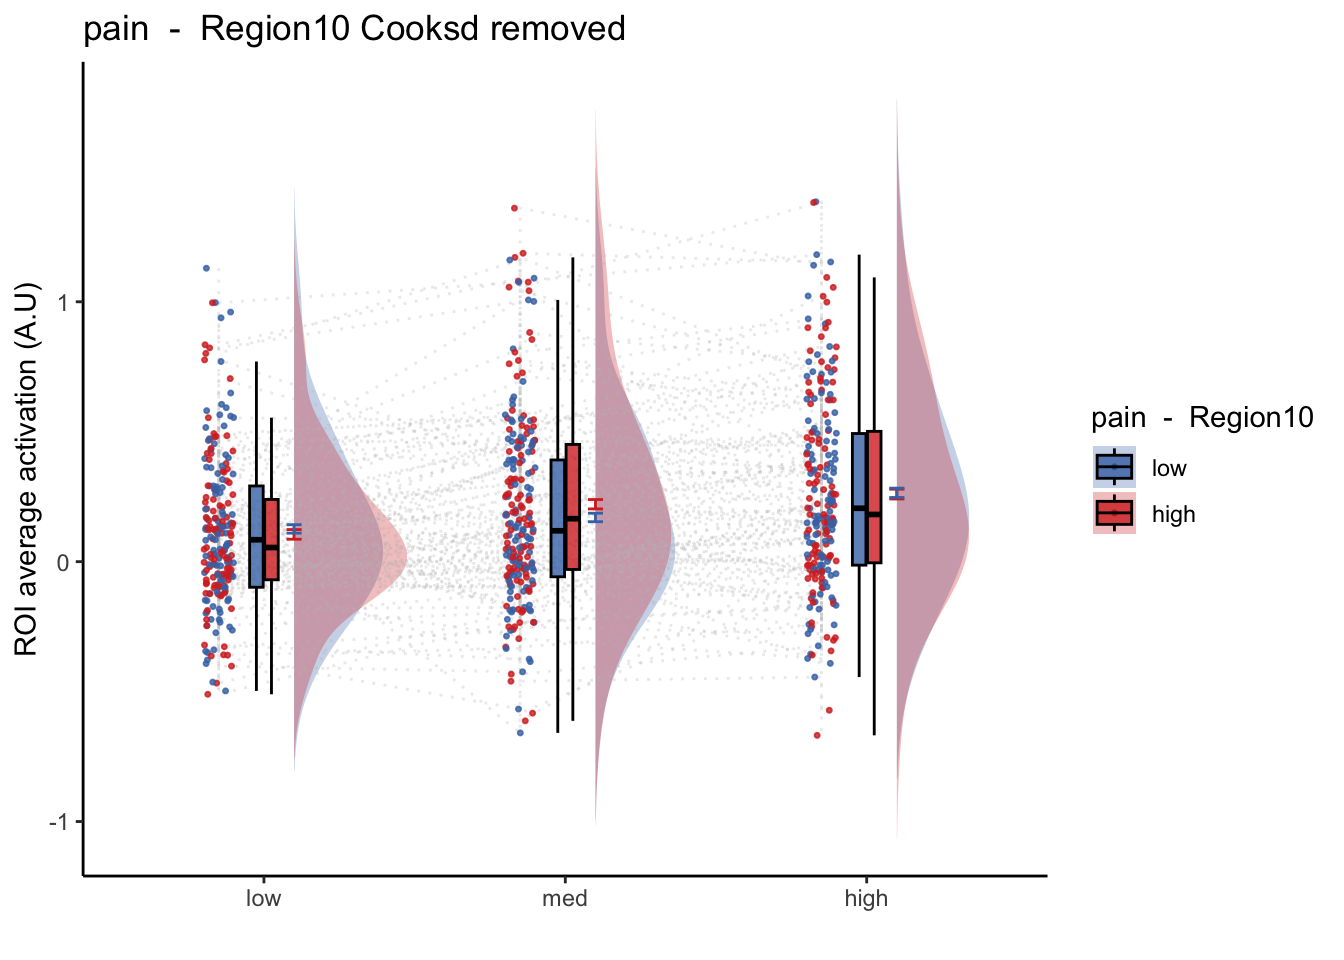 pain  -  Region10 Cooksd removed
ROI average activation (A.U)
1
0
-1
low
med
high
pain  -  Region10
low
high